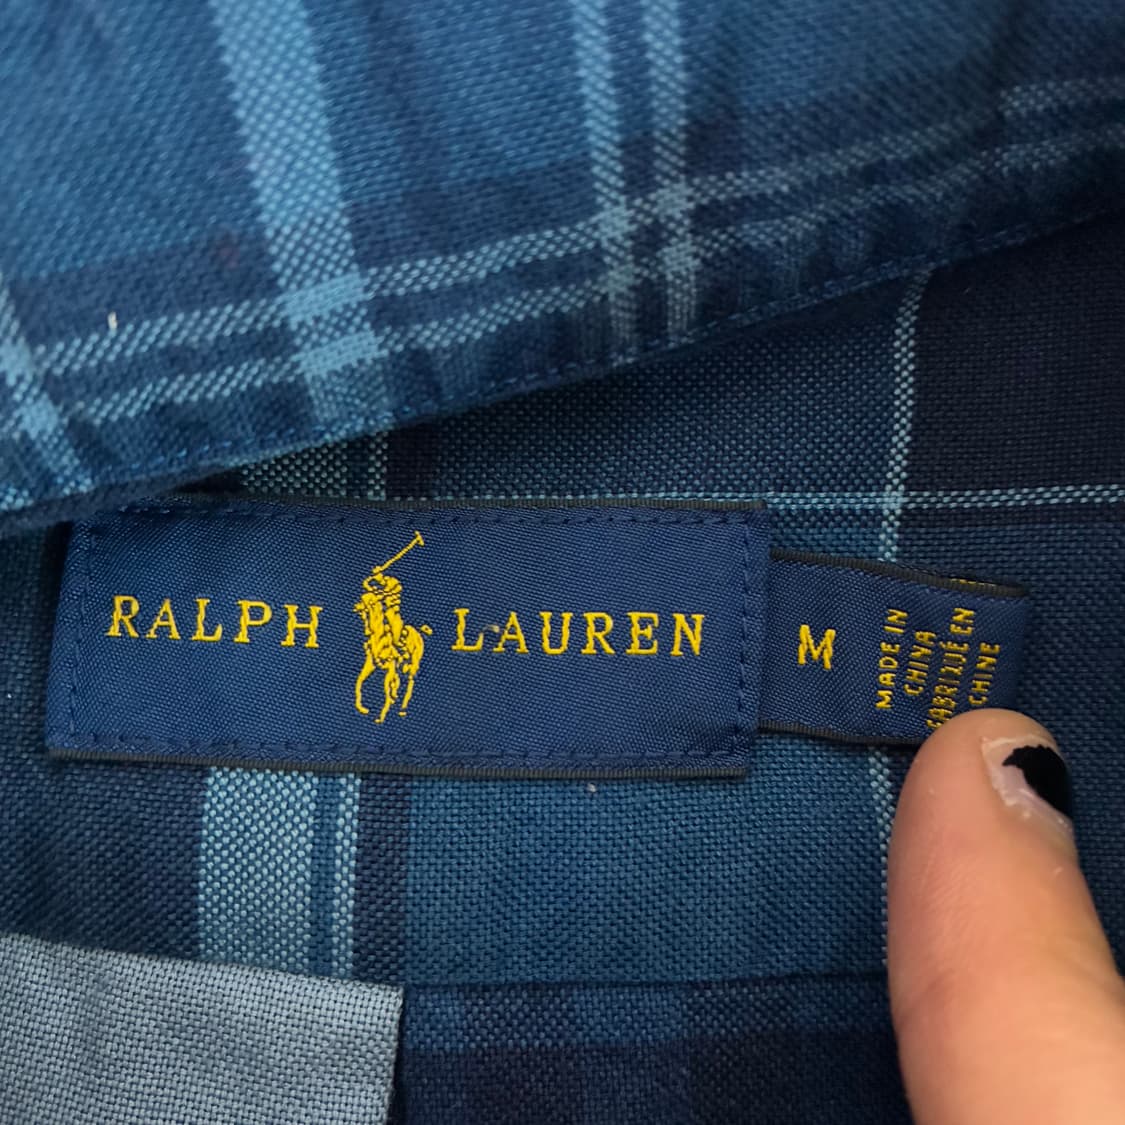 RALPH LAUREN
M
MADE IN
CHINA
FABRIQUÉ EN
CHINE